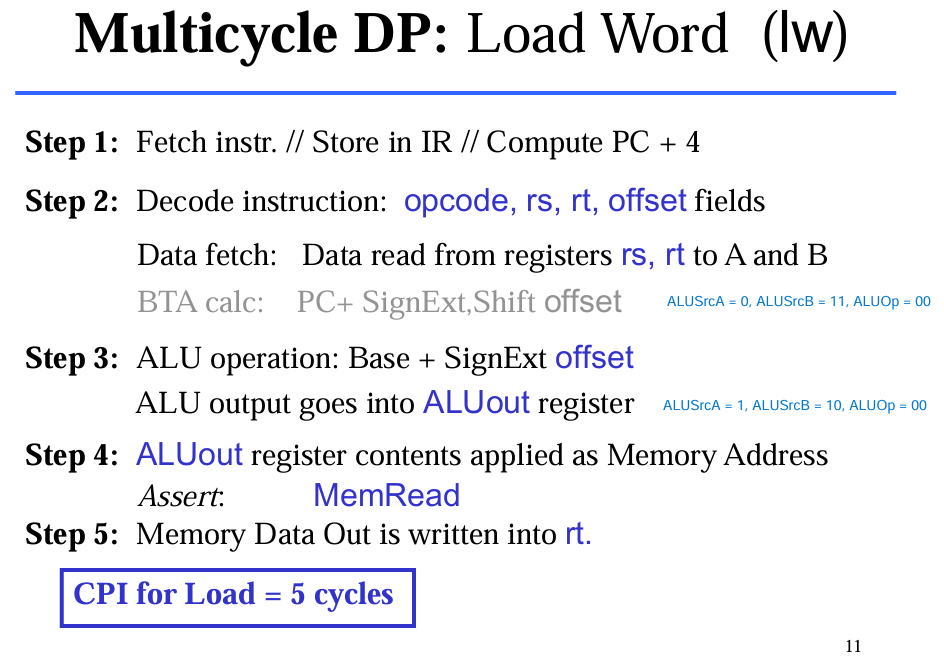 Multicycle DP: Load Word (lw)
Step 1: Fetch instr. // Store in IR // Compute PC + 4
Step 2: Decode instruction: opcode, rs, rt, offset fields
Data fetch: Data read from registers rs, rt to A and B
BTA calc: PC+ SignExt,Shift offset ALUSrcA = 0, ALUSrcB = 11, ALUOp = 00
Step 3: ALU operation: Base + SignExt offset
ALU output goes into ALUout register ALUSrcA = 1, ALUSrcB = 10, ALUOp = 00
Step 4: ALUout register contents applied as Memory Address
Assert: MemRead
Step 5: Memory Data Out is written into rt.
CPI for Load = 5 cycles
11